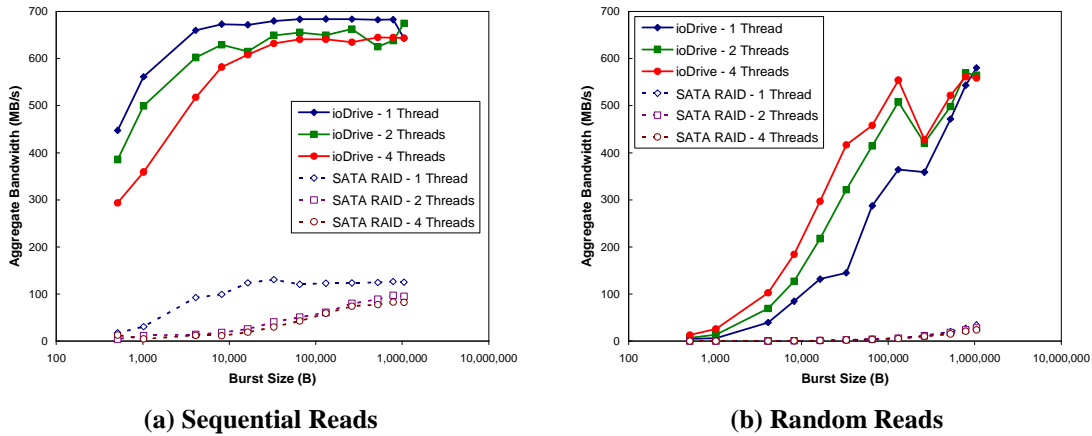 Aggregate Bandwidth (MB/s)
700
600
500
400
300
200
100
0
ioDrive - 1 Thread
ioDrive - 2 Threads
ioDrive - 4 Threads
SATA RAID - 1 Thread
SATA RAID - 2 Threads
SATA RAID - 4 Threads
100 1,000 10,000 100,000 1,000,000 10,0000,000
Burst Size (B)
(a) Sequential Reads
Aggregate Bandwidth (MB/s)
700
600
500
400
300
200
100
0
ioDrive - 1 Thread
ioDrive - 2 Threads
ioDrive - 4 Threads
SATA RAID - 1 Thread
SATA RAID - 2 Threads
SATA RAID - 4 Threads
100 1,000 10,000 100,000 1,000,000 10,0000,000
Burst Size (B)
(b) Random Reads